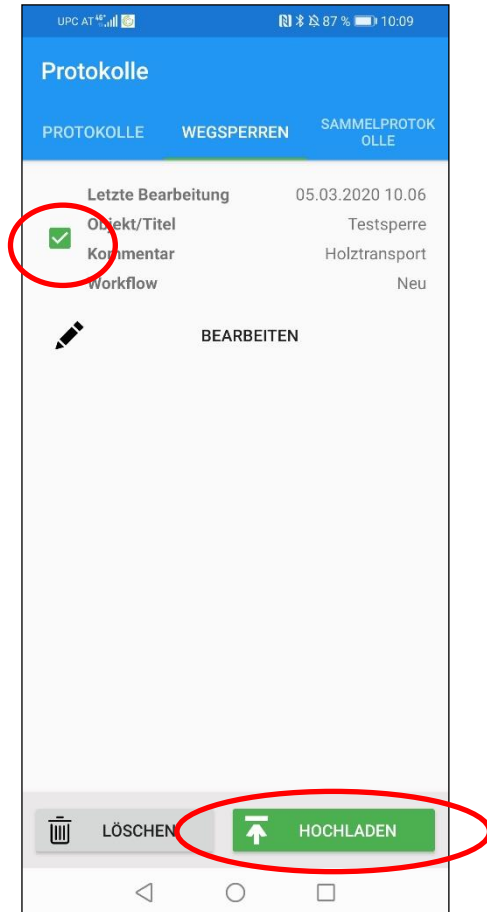 UPC AT 46 87 % 10:09
Protokolle
PROTOKOLLE WEGSPERREN SAMMELPROTOK
OLLE
Letzte Bearbeitung 05.03.2020 10.06
Objekt/Titel Testsperre
Kommentar Holztransport
Workflow Neu
BEARBEITEN
LÖSCHEN HOCHLADEN